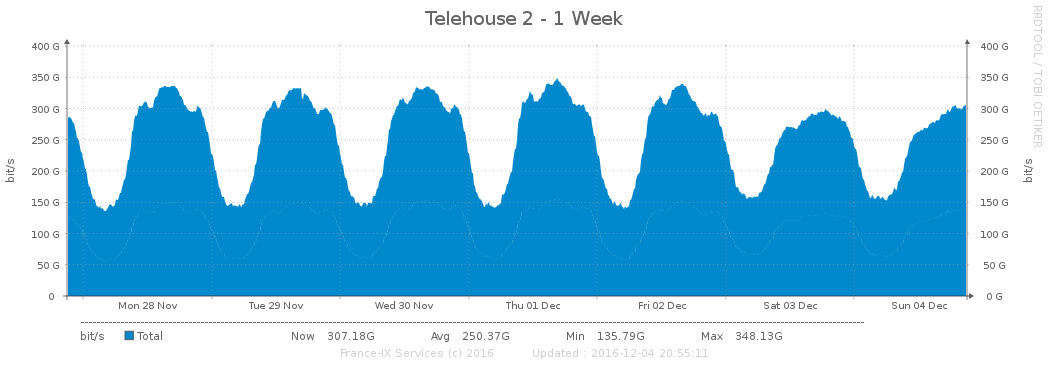 Telehouse 2 - 1 Week
RRDTOOL / TOBI OETIKER
bit/s
400 G 400 G
350 G 350 G
300 G 300 G
250 G 250 G
200 G 200 G
150 G 150 G
100 G 100 G
50 G 50 G
0 0 G
bit/s
Mon 28 Nov Tue 29 Nov Wed 30 Nov Thu 01 Dec Fri 02 Dec Sat 03 Dec Sun 04 Dec
bit/s Total Now 307.18G Avg 250.37G Min 135.79G Max 348.13G
France-IX Services (c) 2016 Updated : 2016-12-04 20:55:11